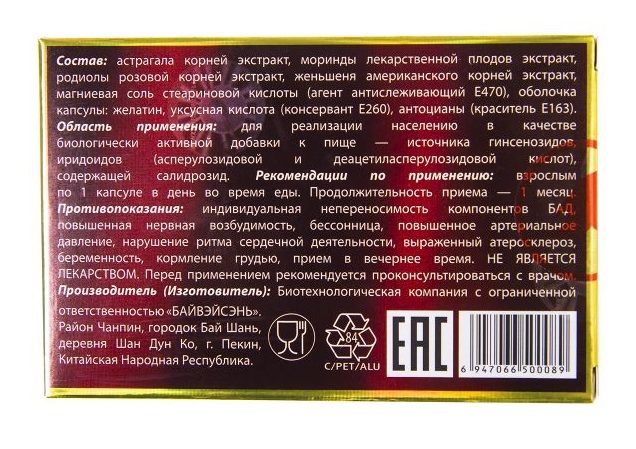 Состав: астрагала корней экстракт, моринды лекарственной плодов экстракт,
родиолы розовой корней экстракт, женьшеня американского корней экстракт,
магниевая соль стеариновой кислоты (агент антислеживающий Е470), оболочка
капсулы: желатин, уксусная кислота (консервант Е260), антоцианы (краситель Е163).
Область применения: для реализации населению в качестве
биологически активной добавки к пище — источника гинсенозидов,
иридоидов (асперулозидовой и деацетиласперулозидовой кислот),
содержащей салидрозид. Рекомендации по применению: взрослым
по 1 капсуле в день во время еды. Продолжительность приема — 1 месяц.
Противопоказания: индивидуальная непереносимость компонентов БАД,
повышенная нервная возбудимость, бессонница, повышенное артериальное
давление, нарушение ритма сердечной деятельности, выраженный атеросклероз,
беременность, кормление грудью, прием в вечернее время. НЕ ЯВЛЯЕТСЯ
ЛЕКАРСТВОМ. Перед применением рекомендуется проконсультироваться с врачом.
Производитель (Изготовитель): Биотехнологическая компания с ограниченной
ответственностью «БАЙВЭЙСЭНЬ».
Район Чанпин, городок Бай Шань,
деревня Шан Дун Ко, г. Пекин,
Китайская Народная Республика.
84
C/PET/ALU
ЕАС
6 947066 500089